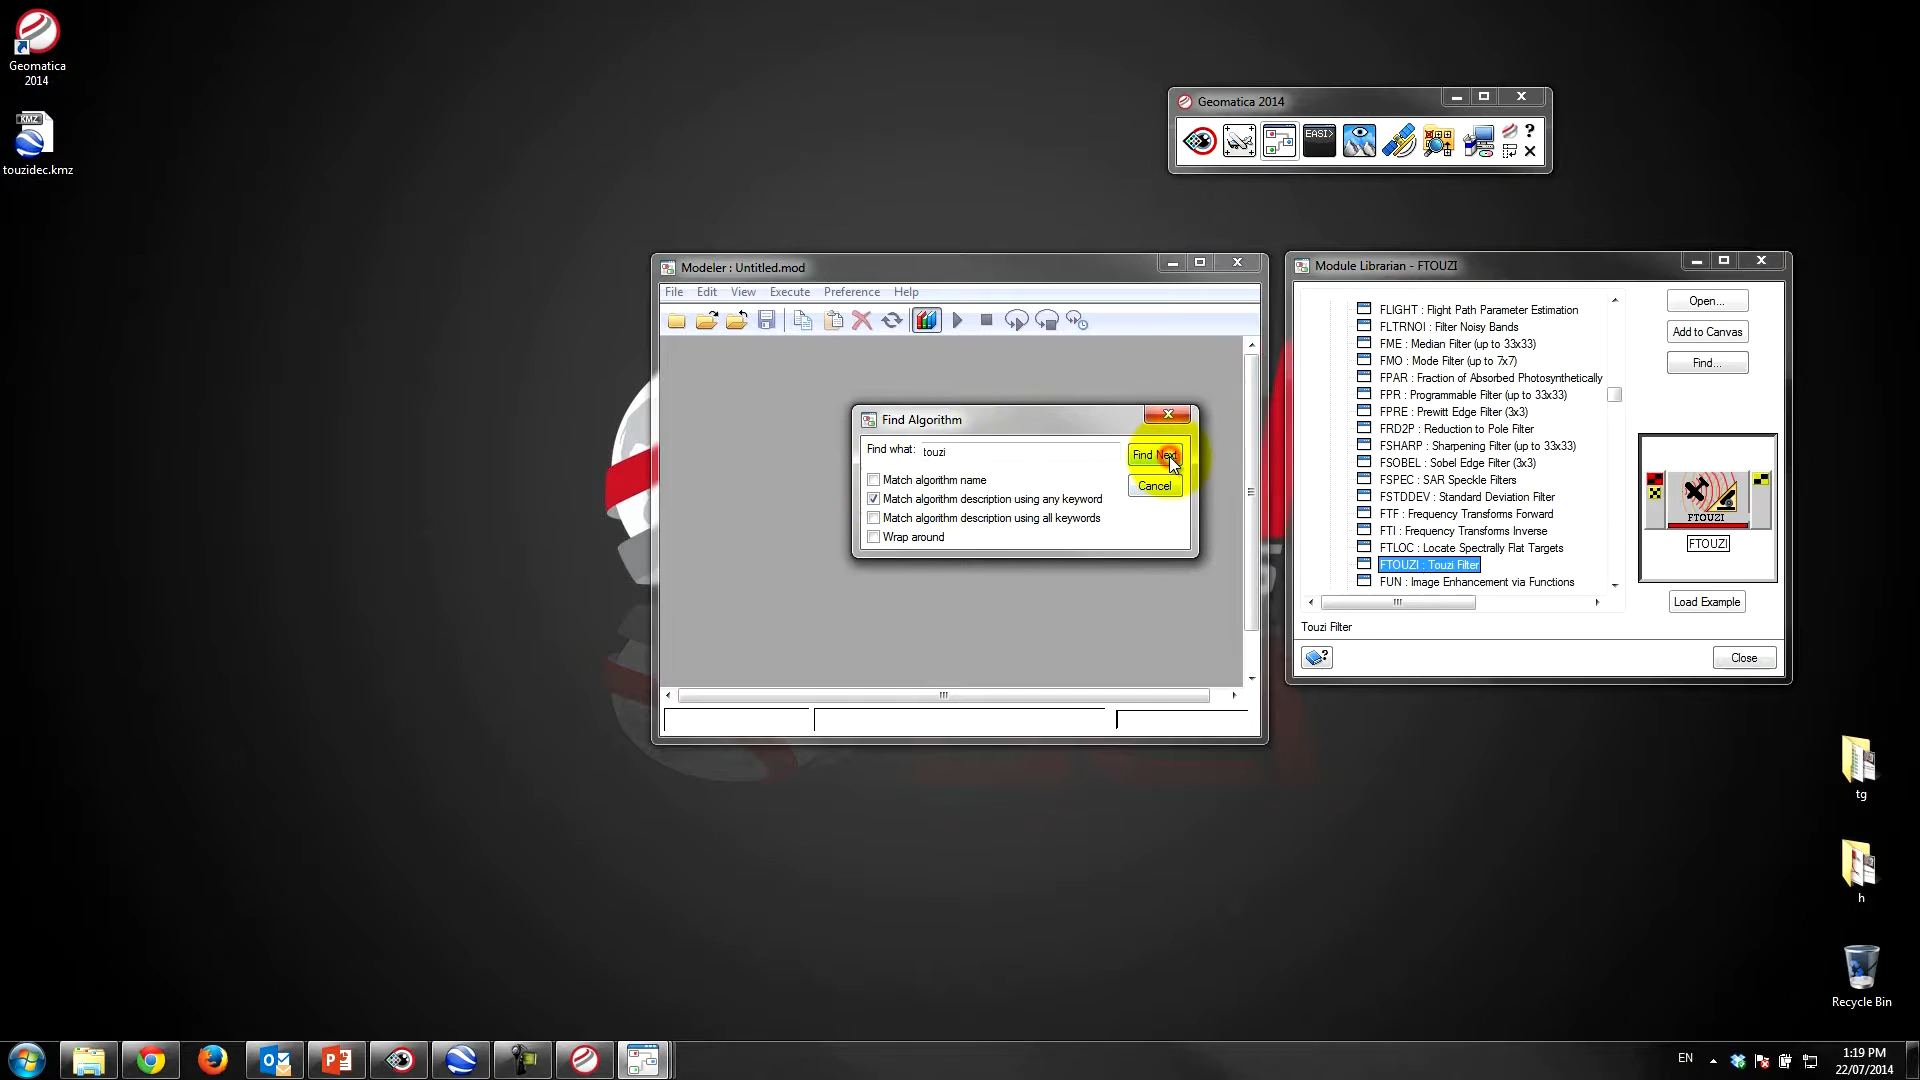 Geomatica
2014
KMZ
touzidec.kmz
Geomatica 2014
EASI>
Modeler : Untitled.mod
File Edit View Execute Preference Help
Find Algorithm
Find what: touzi
Find Next
Match algorithm name
Cancel
Match algorithm description using any keyword
Match algorithm description using all keywords
Wrap around
Module Librarian - FTOUZI
FLIGHT : Flight Path Parameter Estimation
FLTRNOI : Filter Noisy Bands
FME : Median Filter (up to 33x33)
FMO : Mode Filter (up to 7x7)
FPAR : Fraction of Absorbed Photosynthetically
FPR : Programmable Filter (up to 33x33)
FPRE : Prewitt Edge Filter (3x3)
FRD2P : Reduction to Pole Filter
FSHARP : Sharpening Filter (up to 33x33)
FSOBEL : Sobel Edge Filter (3x3)
FSPEC : SAR Speckle Filters
FSTDDEV : Standard Deviation Filter
FTF : Frequency Transforms Forward
FTI : Frequency Transforms Inverse
FTLOC : Locate Spectrally Flat Targets
FTOUZI : Touzi Filter
FUN : Image Enhancement via Functions
Open...
Add to Canvas
Find...
FTOUZI
FTOUZI
Load Example
Touzi Filter
Close
tg
h
Recycle Bin
EN
1:19 PM
22/07/2014